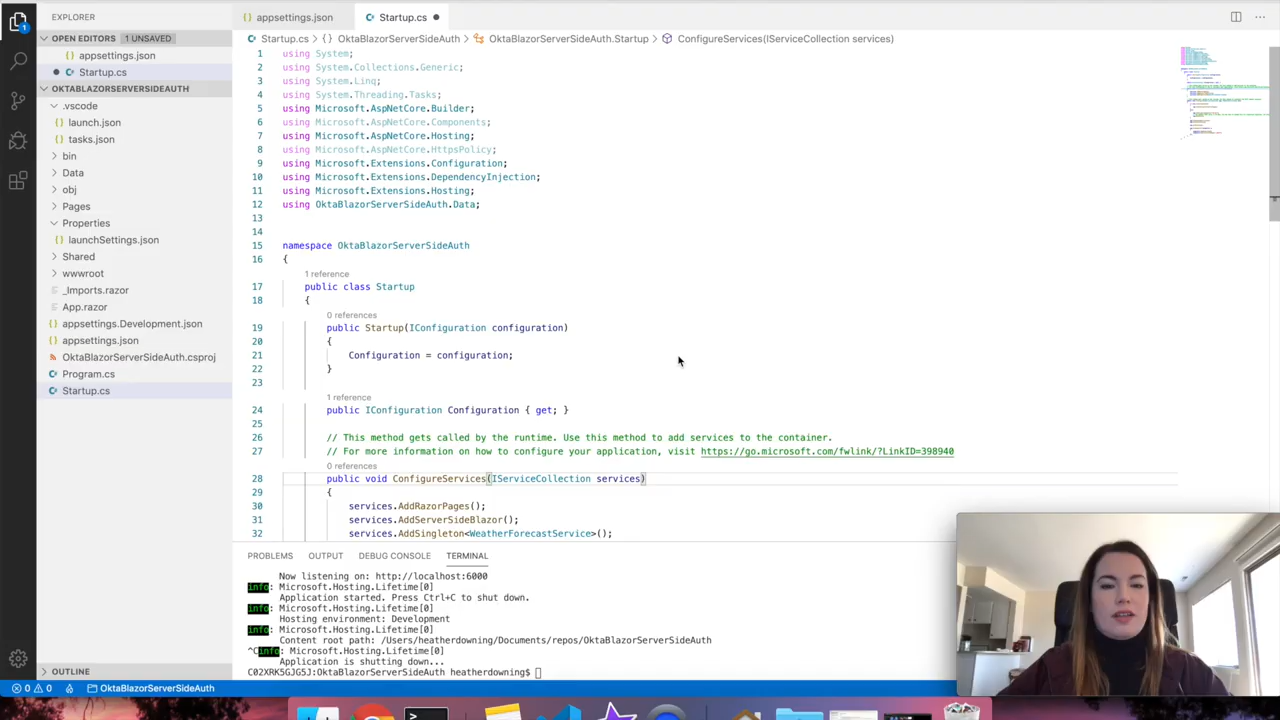 EXPLORER
OPEN EDITORS 1 UNSAVED
appsettings.json
Startup.cs
OKTABLAZORSERVERSIDEAUTH
.vscode
launch.json
tasks.json
bin
Data
obj
Pages
Properties
launchSettings.json
Shared
wwwroot
_Imports.razor
App.razor
appsettings.Development.json
appsettings.json
OktaBlazorServerSideAuth.csproj
Program.cs
Startup.cs
OUTLINE
appsettings.json Startup.cs
Startup.cs > {} OktaBlazorServerSideAuth > OktaBlazorServerSideAuth.Startup > ConfigureServices(IServiceCollection services)
1 using System;
2 using System.Collections.Generic;
3 using System.Linq;
4 using System.Threading.Tasks;
5 using Microsoft.AspNetCore.Builder;
6 using Microsoft.AspNetCore.Components;
7 using Microsoft.AspNetCore.Hosting;
8 using Microsoft.AspNetCore.HttpsPolicy;
9 using Microsoft.Extensions.Configuration;
10 using Microsoft.Extensions.DependencyInjection;
11 using Microsoft.Extensions.Hosting;
12 using OktaBlazorServerSideAuth.Data;
13
14
15 namespace OktaBlazorServerSideAuth
16 {
1 reference
17 public class Startup
18 {
0 references
19 public Startup(IConfiguration configuration)
20 {
21 Configuration = configuration;
22 }
23
1 reference
24 public IConfiguration Configuration { get; }
25
26 // This method gets called by the runtime. Use this method to add services to the container.
27 // For more information on how to configure your application, visit https://go.microsoft.com/fwlink/?LinkID=398940
0 references
28 public void ConfigureServices(IServiceCollection services)
29 {
30 services.AddRazorPages();
31 services.AddServerSideBlazor();
32 services.AddSingleton<WeatherForecastService>();
PROBLEMS OUTPUT DEBUG CONSOLE TERMINAL
Now listening on: http://localhost:6000
info: Microsoft.Hosting.Lifetime[0]
Application started. Press Ctrl+C to shut down.
info: Microsoft.Hosting.Lifetime[0]
Hosting environment: Development
info: Microsoft.Hosting.Lifetime[0]
Content root path: /Users/heatherdowning/Documents/repos/OktaBlazorServerSideAuth
^Cinfo: Microsoft.Hosting.Lifetime[0]
Application is shutting down...
C02XRK5GJG5J:OktaBlazorServerSideAuth heatherdowning$
0 0 OktaBlazorServerSideAuth